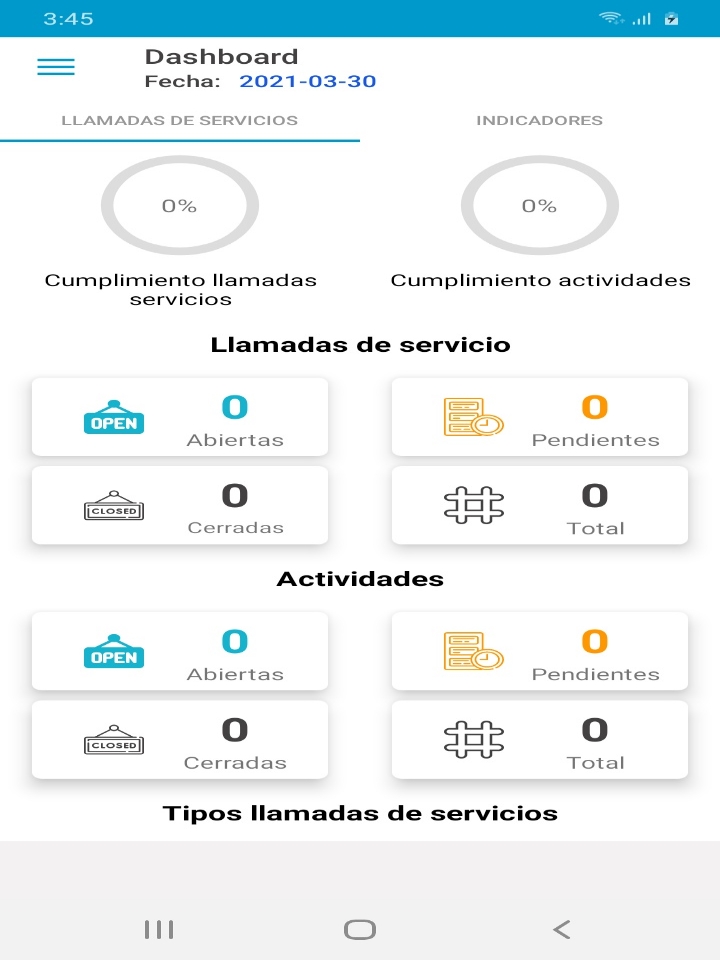 3:45
Dashboard
Fecha: 2021-03-30
LLAMADAS DE SERVICIOS
INDICADORES
0%
0%
Cumplimiento llamadas
servicios
Cumplimiento actividades
Llamadas de servicio
OPEN
0
Abiertas
0
Pendientes
CLOSED
0
Cerradas
0
Total
Actividades
OPEN
0
Abiertas
0
Pendientes
CLOSED
0
Cerradas
0
Total
Tipos llamadas de servicios